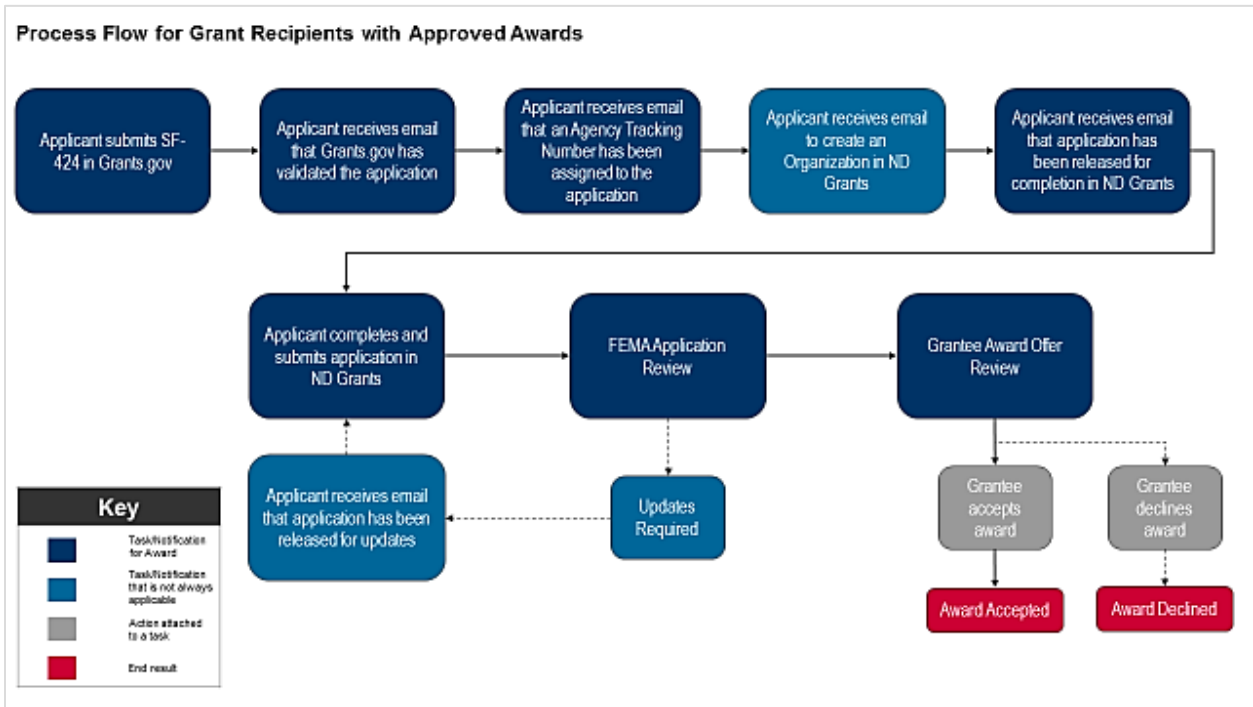 Process Flow for Grant Recipients with Approved Awards
Applicant submits SF-
424 in Grants.gov
Applicant receives email
that Grants.gov has
validated the application
Applicant receives email
that an Agency Tracking
Number has been
assigned to the
application
Applicant receives email
to create an
Organization in ND
Grants
Applicant receives email
that application has
been released for
completion in ND Grants
Applicant completes and
submits application in
ND Grants
FEMA Application
Review
Grantee Award Offer
Review
Applicant receives email
that application has been
released for updates
Updates
Required
Grantee
accepts
award
Grantee
declines
award
Award Accepted
Award Declined
Key
Task/Notification
for Award
Task/Notification
that is not always
applicable
Action attached
to a task
End result